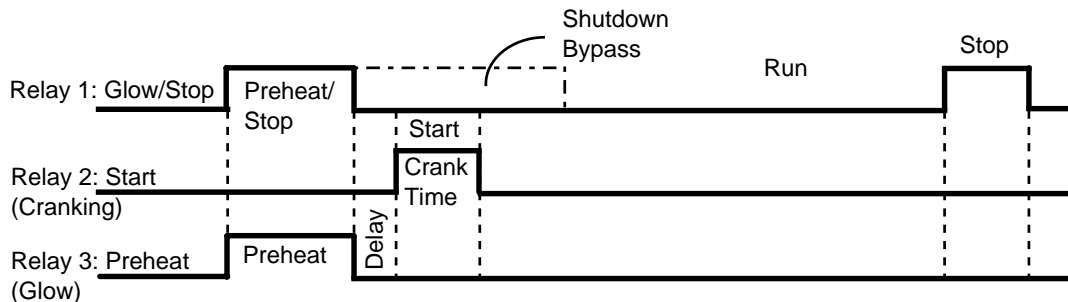 Shutdown
Bypass
Stop
Run
Relay 1: Glow/Stop
Preheat/
Stop
Start
Relay 2: Start
(Cranking)
Crank
Time
Delay
Relay 3: Preheat
(Glow)
Preheat